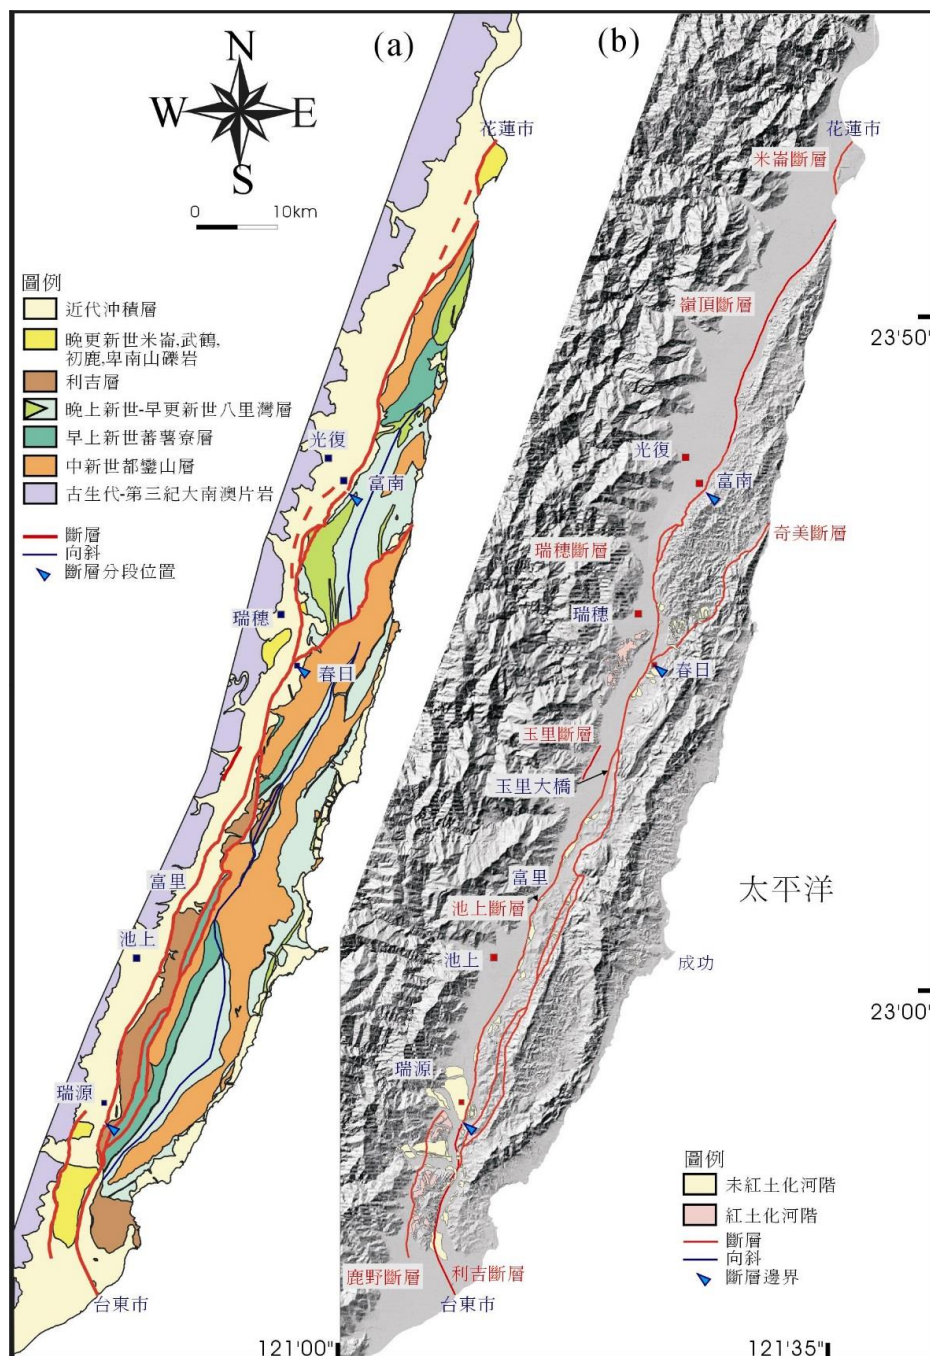 (a)
(b)
N
W
E
S
0
10km
圖例
近代沖積層
晚更新世米崙,武鶴,
初鹿,卑南山礫岩
利吉層
晚上新世-早更新世八里灣層
早上新世蕃薯寮層
中新世都鑾山層
古生代-第三紀大南澳片岩
斷層
向斜
斷層分段位置
花蓮市
光復
富南
瑞穗
春日
富里
池上
瑞源
台東市
花蓮市
米崙斷層
嶺頂斷層
23'50"
光復
富南
奇美斷層
瑞穗斷層
瑞穗
春日
玉里斷層
玉里大橋
富里
池上斷層
太平洋
池上
成功
23'00"
瑞源
圖例
未紅土化河階
紅土化河階
斷層
向斜
斷層邊界
鹿野斷層
利吉斷層
台東市
121'00"
121'35"